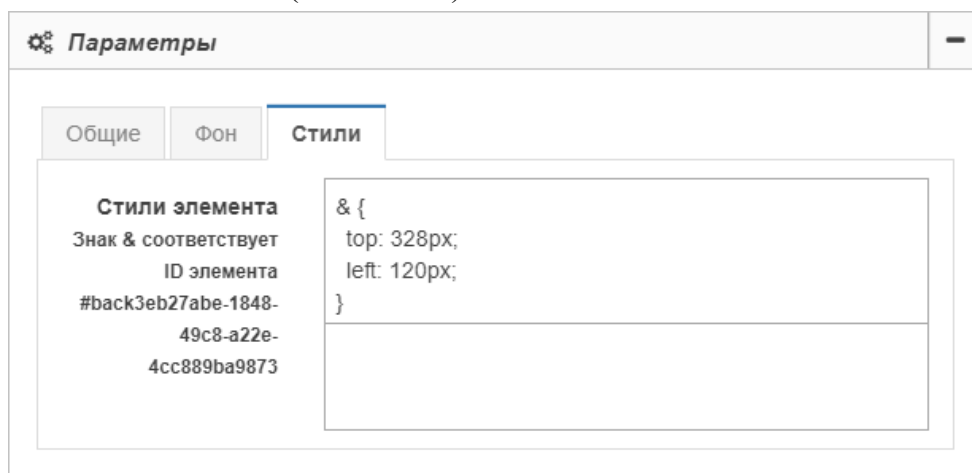 Параметры
Общие Фон Стили
Стили элемента
Знак & соответствует
ID элемента
#back3eb27abe-1848-
49c8-a22e-
4cc889ba9873
& {
top: 328px;
left: 120px;
}